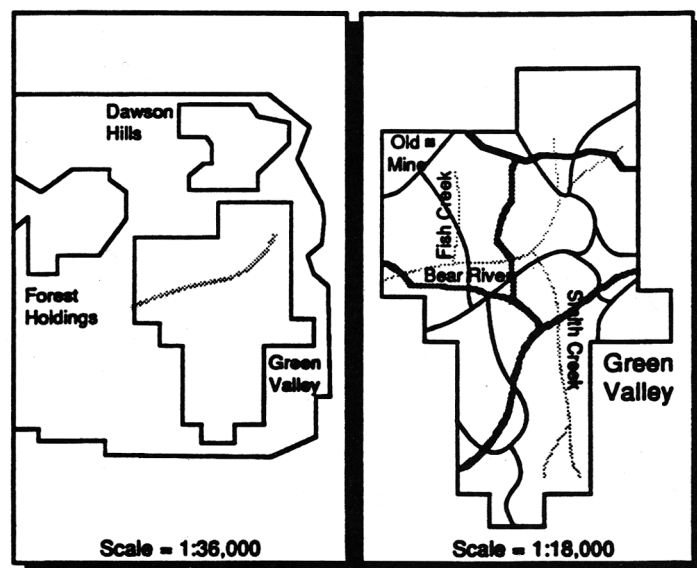 Dawson
Hills
Forest
Holdings
Green
Valley
Scale = 1:36,000
Old
Mine
Fish Creek
Bear River
Smith Creek
Green
Valley
Scale = 1:18,000